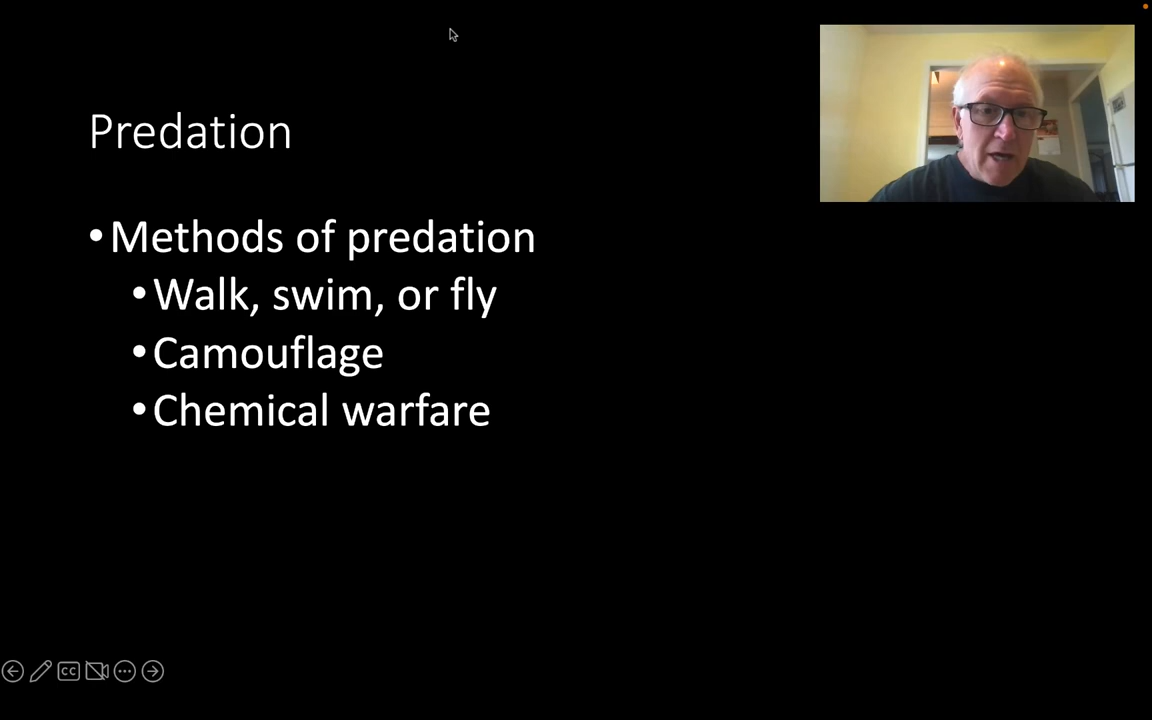 Predation
• Methods of predation
• Walk, swim, or fly
• Camouflage
• Chemical warfare
CC